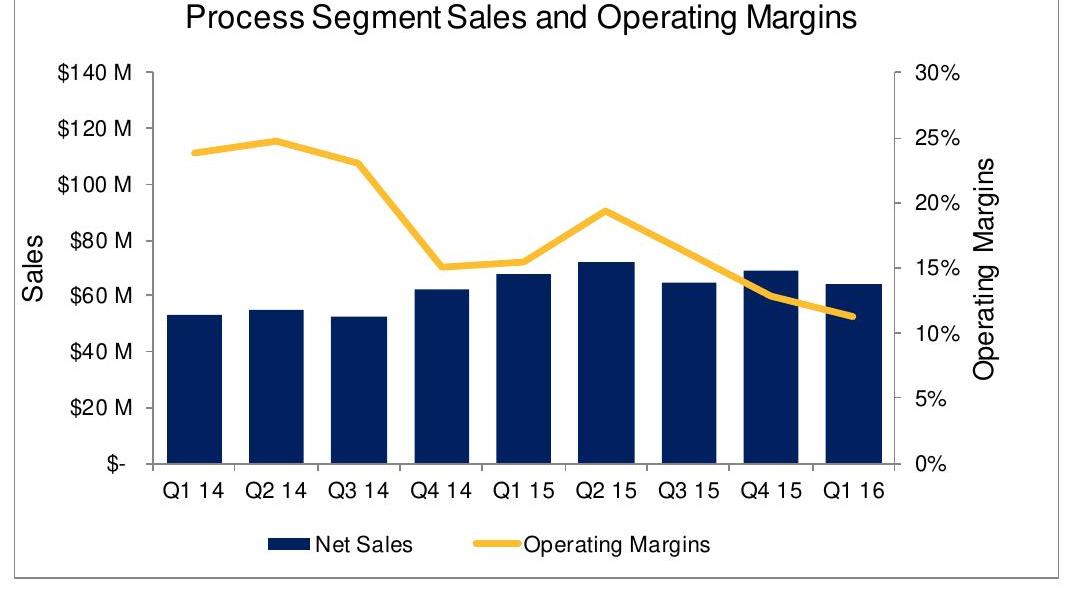 Process Segment Sales and Operating Margins
$140 M
$120 M
$100 M
$80 M
$60 M
$40 M
$20 M
$-
Sales
30%
25%
20%
15%
10%
5%
0%
Operating Margins
Q1 14 Q2 14 Q3 14 Q4 14 Q1 15 Q2 15 Q3 15 Q4 15 Q1 16
Net Sales Operating Margins